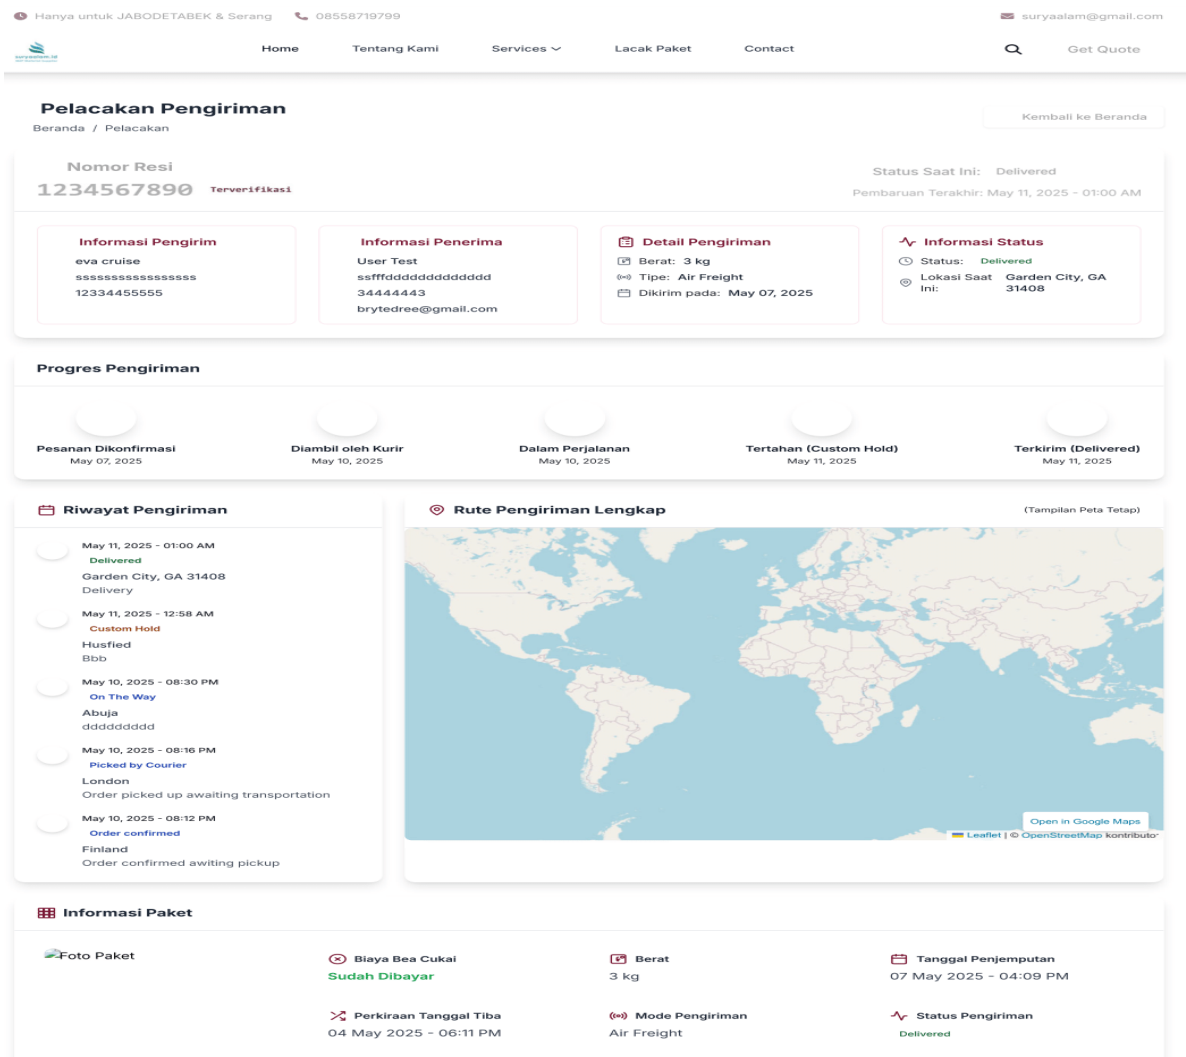 Hanya untuk JABODETABEK & Serang 08558719799 suryaalam@gmail.com
suryaalam.id
Home Tentang Kami Services Lacak Paket Contact Get Quote
Pelacakan Pengiriman
Beranda / Pelacakan
Kembali ke Beranda
Nomor Resi
1234567890 Terverifikasi
Status Saat Ini: Delivered
Pembaruan Terakhir: May 11, 2025 - 01:00 AM
Informasi Pengirim
eva cruise
sssssssssssssssss
12334455555
Informasi Penerima
User Test
ssfffddddddddddddd
34444443
brytedree@gmail.com
Detail Pengiriman
Berat: 3 kg
Tipe: Air Freight
Dikirim pada: May 07, 2025
Informasi Status
Status: Delivered
Lokasi Saat Ini: Garden City, GA 31408
Progres Pengiriman
Pesanan Dikonfirmasi
May 07, 2025
Diambil oleh Kurir
May 10, 2025
Dalam Perjalanan
May 10, 2025
Tertahan (Custom Hold)
May 11, 2025
Terkirim (Delivered)
May 11, 2025
Riwayat Pengiriman
May 11, 2025 - 01:00 AM
Delivered
Garden City, GA 31408
Delivery
May 11, 2025 - 12:58 AM
Custom Hold
Husfied
Bbb
May 10, 2025 - 08:30 PM
On The Way
Abuja
ddddddddd
May 10, 2025 - 08:16 PM
Picked by Courier
London
Order picked up awaiting transportation
May 10, 2025 - 08:12 PM
Order confirmed
Finland
Order confirmed awiting pickup
Rute Pengiriman Lengkap
(Tampilan Peta Tetap)
Open in Google Maps
Leaflet | © OpenStreetMap kontributor
Informasi Paket
Foto Paket
Biaya Bea Cukai
Sudah Dibayar
Berat
3 kg
Tanggal Penjemputan
07 May 2025 - 04:09 PM
Perkiraan Tanggal Tiba
04 May 2025 - 06:11 PM
Mode Pengiriman
Air Freight
Status Pengiriman
Delivered